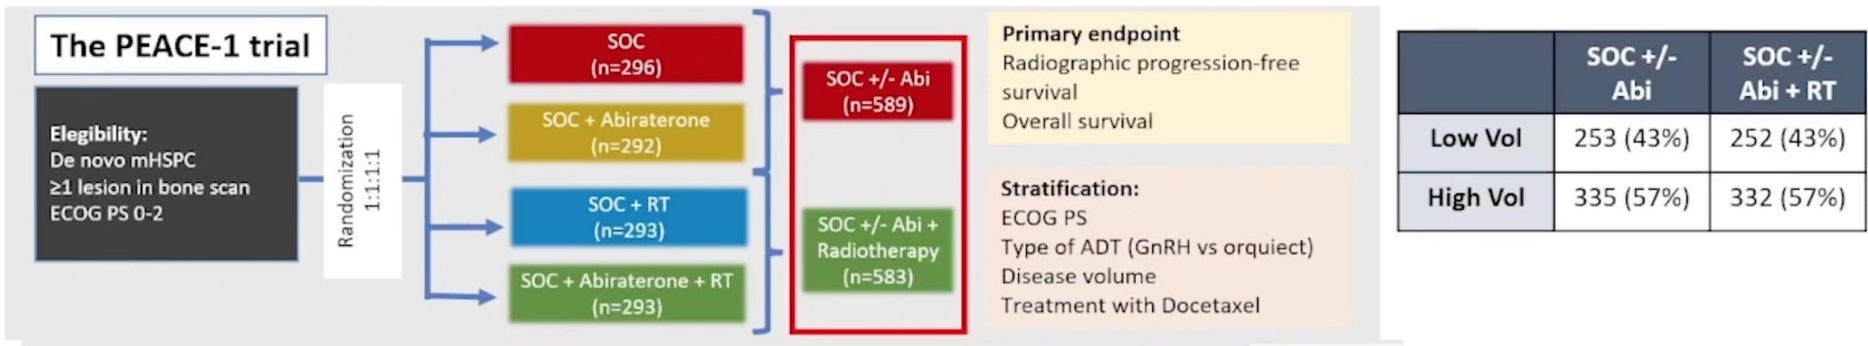 The PEACE-1 trial
Elegibility:
De novo mHSPC
≥1 lesion in bone scan
ECOG PS 0-2
Randomization
1:1:1:1
SOC
(n=296)
SOC + Abiraterone
(n=292)
SOC + RT
(n=293)
SOC + Abiraterone + RT
(n=293)
SOC +/- Abi
(n=589)
SOC +/- Abi +
Radiotherapy
(n=583)
Primary endpoint
Radiographic progression-free
survival
Overall survival
Stratification:
ECOG PS
Type of ADT (GnRH vs orquiect)
Disease volume
Treatment with Docetaxel
SOC +/-
Abi
SOC +/-
Abi + RT
Low Vol
253 (43%)
252 (43%)
High Vol
335 (57%)
332 (57%)